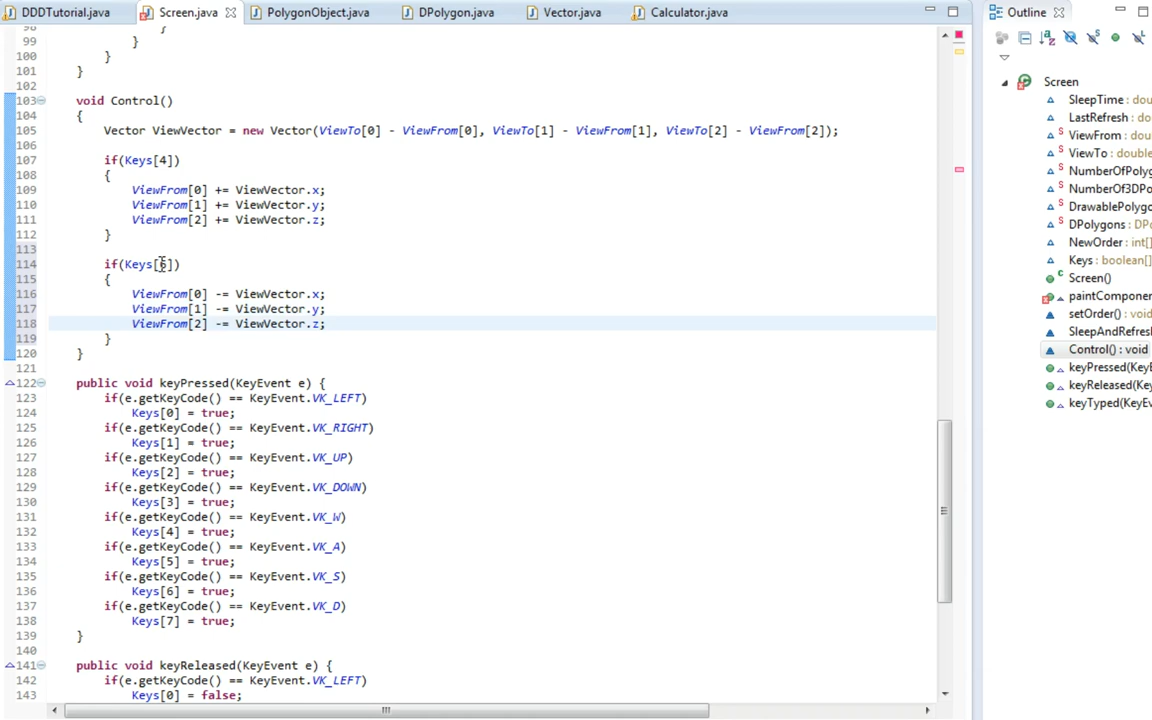 DDDTutorial.java Screen.java PolygonObject.java DPolygon.java Vector.java Calculator.java
98 }
99 }
100 }
101 }
102
103 void Control()
104 {
105 Vector ViewVector = new Vector(ViewTo[0] - ViewFrom[0], ViewTo[1] - ViewFrom[1], ViewTo[2] - ViewFrom[2]);
106
107 if(Keys[4])
108 {
109 ViewFrom[0] += ViewVector.x;
110 ViewFrom[1] += ViewVector.y;
111 ViewFrom[2] += ViewVector.z;
112 }
113
114 if(Keys[6])
115 {
116 ViewFrom[0] -= ViewVector.x;
117 ViewFrom[1] -= ViewVector.y;
118 ViewFrom[2] -= ViewVector.z;
119 }
120 }
121
122 public void keyPressed(KeyEvent e) {
123 if(e.getKeyCode() == KeyEvent.VK_LEFT)
124 Keys[0] = true;
125 if(e.getKeyCode() == KeyEvent.VK_RIGHT)
126 Keys[1] = true;
127 if(e.getKeyCode() == KeyEvent.VK_UP)
128 Keys[2] = true;
129 if(e.getKeyCode() == KeyEvent.VK_DOWN)
130 Keys[3] = true;
131 if(e.getKeyCode() == KeyEvent.VK_W)
132 Keys[4] = true;
133 if(e.getKeyCode() == KeyEvent.VK_A)
134 Keys[5] = true;
135 if(e.getKeyCode() == KeyEvent.VK_S)
136 Keys[6] = true;
137 if(e.getKeyCode() == KeyEvent.VK_D)
138 Keys[7] = true;
139 }
140
141 public void keyReleased(KeyEvent e) {
142 if(e.getKeyCode() == KeyEvent.VK_LEFT)
143 Keys[0] = false;
Outline
Screen
SleepTime : dou
LastRefresh : do
ViewFrom : dou
ViewTo : double
NumberOfPolyg
NumberOf3DPo
DrawablePolygo
DPolygons : DPo
NewOrder : int[]
Keys : boolean[]
Screen()
paintComponen
setOrder() : void
SleepAndRefresh
Control() : void
keyPressed(KeyE
keyReleased(Key
keyTyped(KeyEv